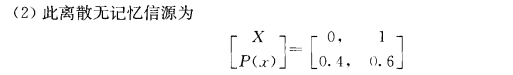 (2) 此离散无记忆信源为
[ X ] = [ 0, 1 ]
[ P(x) ] [ 0.4, 0.6 ]